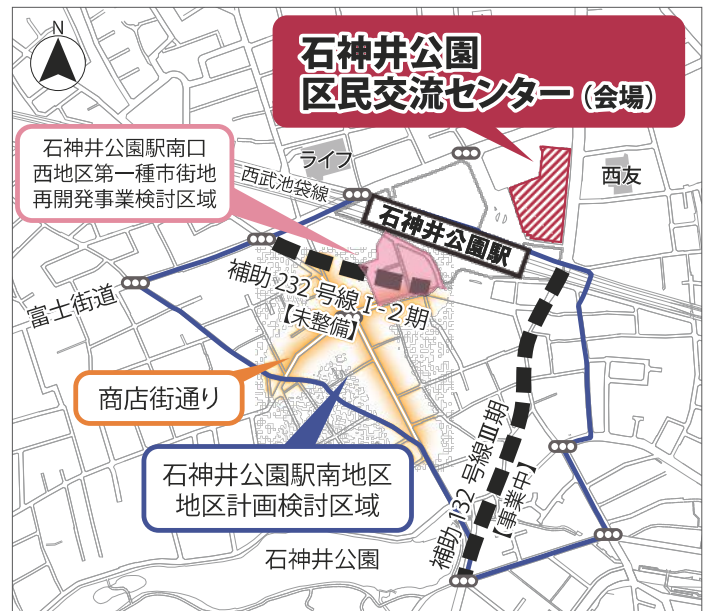 N
石神井公園
区民交流センター（会場）
石神井公園駅南口
西地区第一種市街地
再開発事業検討区域
ライフ
西友
西武池袋線
石神井公園駅
富士街道
補助232号線Ⅰ-２期
【未整備】
商店街通り
石神井公園駅南地区
地区計画検討区域
補助132号線Ⅲ期
【事業中】
石神井公園